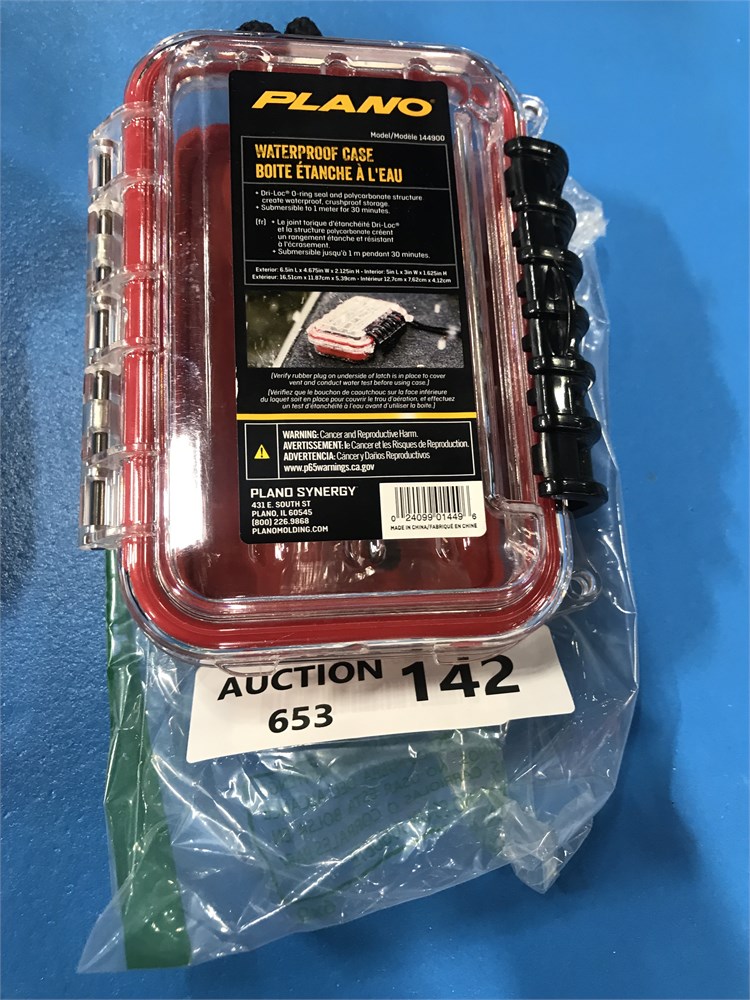 PLANO®
Model/Modèle 144900
WATERPROOF CASE
BOITE ÉTANCHE À L'EAU
• Dri-Loc® O-ring seal and polycarbonate structure
create waterproof, crushproof storage.
• Submersible to 1 meter for 30 minutes.
(fr) • Le joint torique d'étanchéité Dri-Loc®
et la structure polycarbonate créent
un rangement étanche et résistant
à l'écrasement.
• Submersible jusqu'à 1 m pendant 30 minutes.
Exterior: 6.5in L x 4.675in W x 2.125in H - Interior: 5in L x 3in W x 1.625in H
Extérieur: 16.51cm x 11.87cm x 5.39cm - Intérieur 12.7cm x 7.62cm x 4.12cm
(Verify rubber plug on underside of latch is in place to cover
vent and conduct water test before using case.)
(Vérifiez que le bouchon de caoutchouc sur la face inférieure
du loquet soit en place pour couvrir le trou d'aération, et effectuez
un test d'étanchéité à l'eau avant d'utiliser la boite.)
WARNING: Cancer and Reproductive Harm.
AVERTISSEMENT: le Cancer et les Risques de Reproduction.
ADVERTENCIA: Cáncer y Daños Reproductivos
www.p65warnings.ca.gov
PLANO SYNERGY
431 E. SOUTH ST
PLANO, IL 60545
(800) 226.9868
PLANOMOLDING.COM
0 24099 01449 6
MADE IN CHINA/FABRIQUÉ EN CHINE
AUCTION 142
653